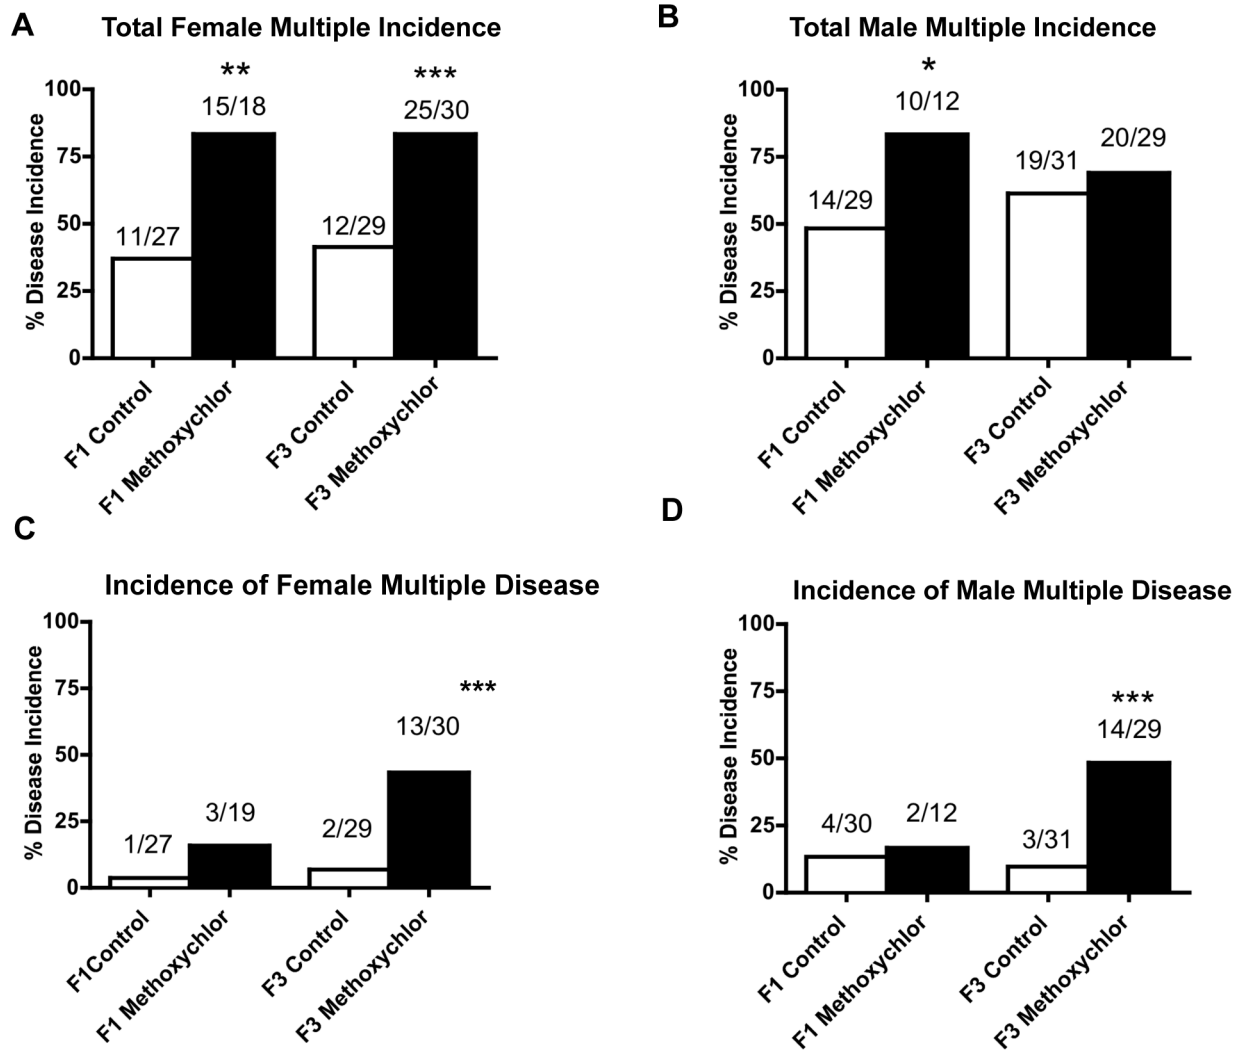 A
Total Female Multiple Incidence
% Disease Incidence
100
75
50
25
0
**
***
15/18
25/30
11/27
12/29
F1 Control
F1 Methoxychlor
F3 Control
F3 Methoxychlor
B
Total Male Multiple Incidence
% Disease Incidence
100
75
50
25
0
*
10/12
14/29
19/31
20/29
F1 Control
F1 Methoxychlor
F3 Control
F3 Methoxychlor
C
Incidence of Female Multiple Disease
% Disease Incidence
100
75
50
25
0
***
1/27
3/19
2/29
13/30
F1Control
F1 Methoxychlor
F3 Control
F3 Methoxychlor
D
Incidence of Male Multiple Disease
% Disease Incidence
100
75
50
25
0
***
4/30
2/12
3/31
14/29
F1 Control
F1 Methoxychlor
F3 Control
F3 Methoxychlor